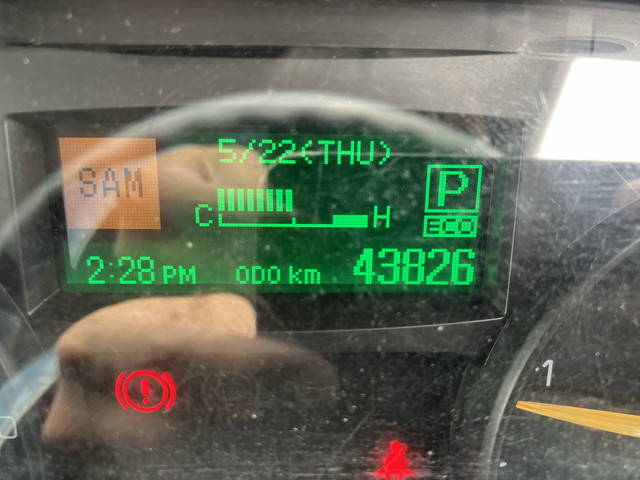 5/22(THU)
SAM
P
C H
ECO
2:28 PM ODO km 43826
1